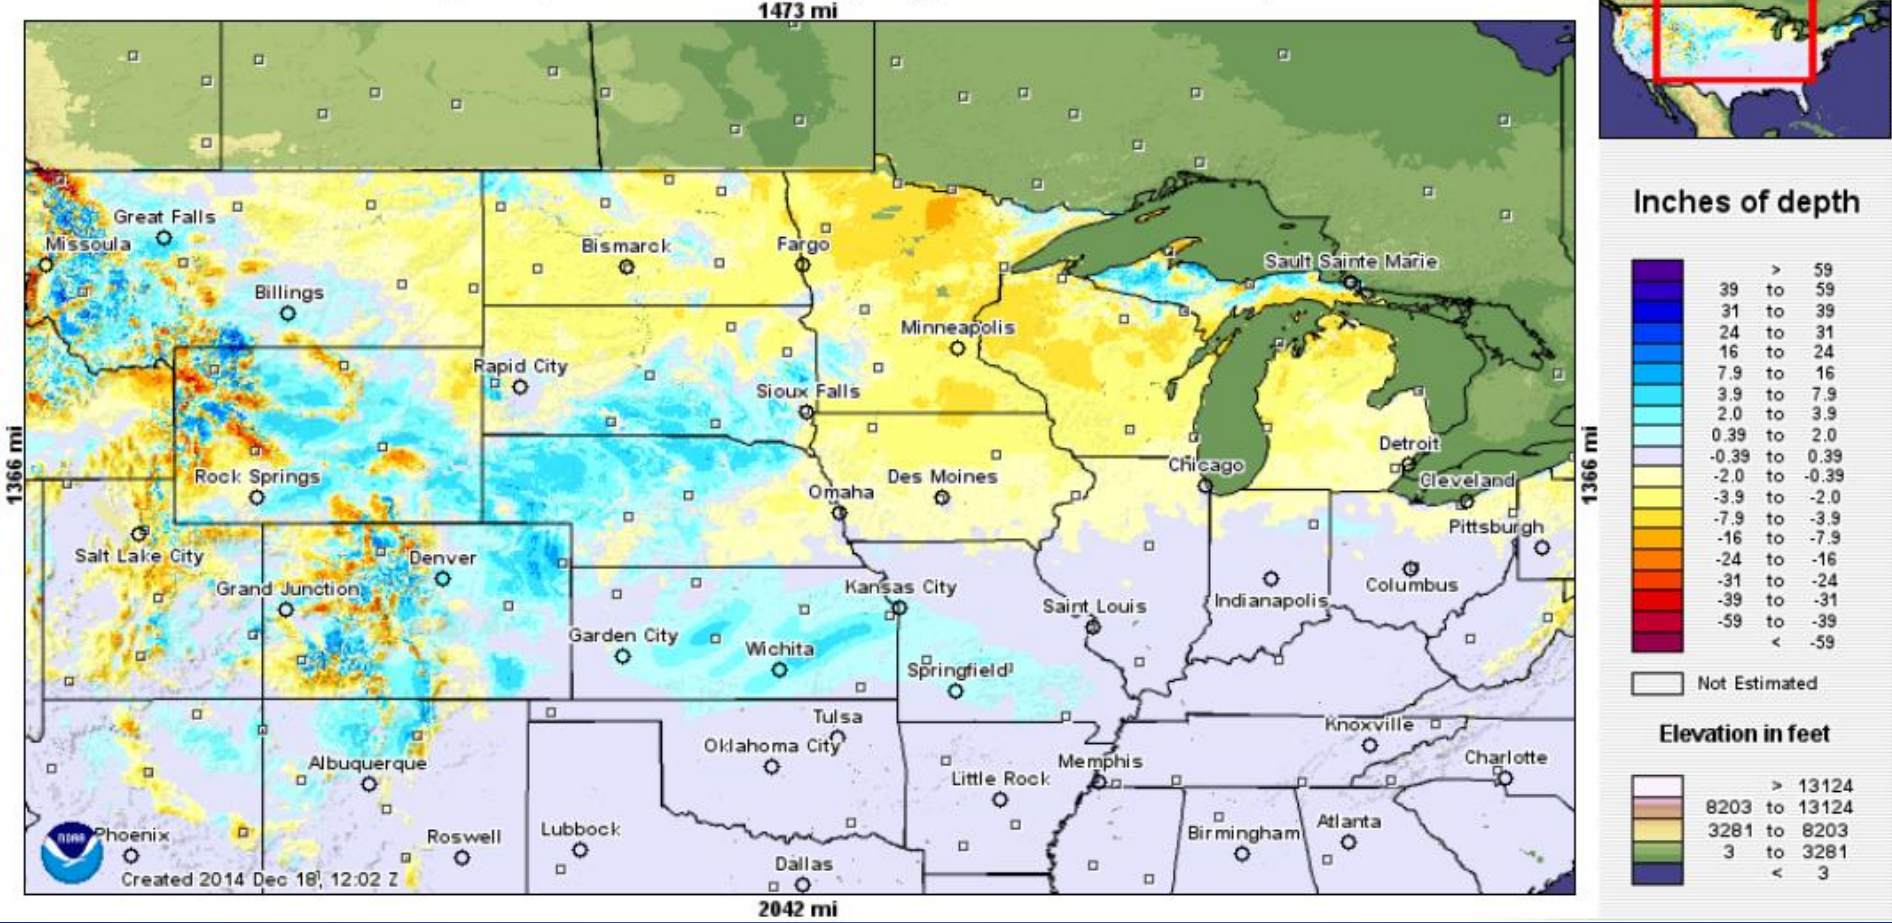 1473 mi
Great Falls
Missoula
Bismarck
Fargo
Sault Sainte Marie
Billings
Minneapolis
Rapid City
Sioux Falls
1366 mi
Rock Springs
Des Moines
Chicago
Detroit
Cleveland
1366 mi
Omaha
Pittsburgh
Salt Lake City
Denver
Grand Junction
Kansas City
Saint Louis
Indianapolis
Columbus
Garden City
Wichita
Springfield
Tulsa
Oklahoma City
Knoxville
Albuquerque
Little Rock
Memphis
Charlotte
NOAA
Phoenix
Roswell
Lubbock
Birmingham
Atlanta
Dallas
Created 2014 Dec 18, 12:02 Z
2042 mi
Inches of depth
> 59
39 to 59
31 to 39
24 to 31
16 to 24
7.9 to 16
3.9 to 7.9
2.0 to 3.9
0.39 to 2.0
-0.39 to 0.39
-2.0 to -0.39
-3.9 to -2.0
-7.9 to -3.9
-16 to -7.9
-24 to -16
-31 to -24
-39 to -31
-59 to -39
< -59
Not Estimated
Elevation in feet
> 13124
8203 to 13124
3281 to 8203
3 to 3281
< 3